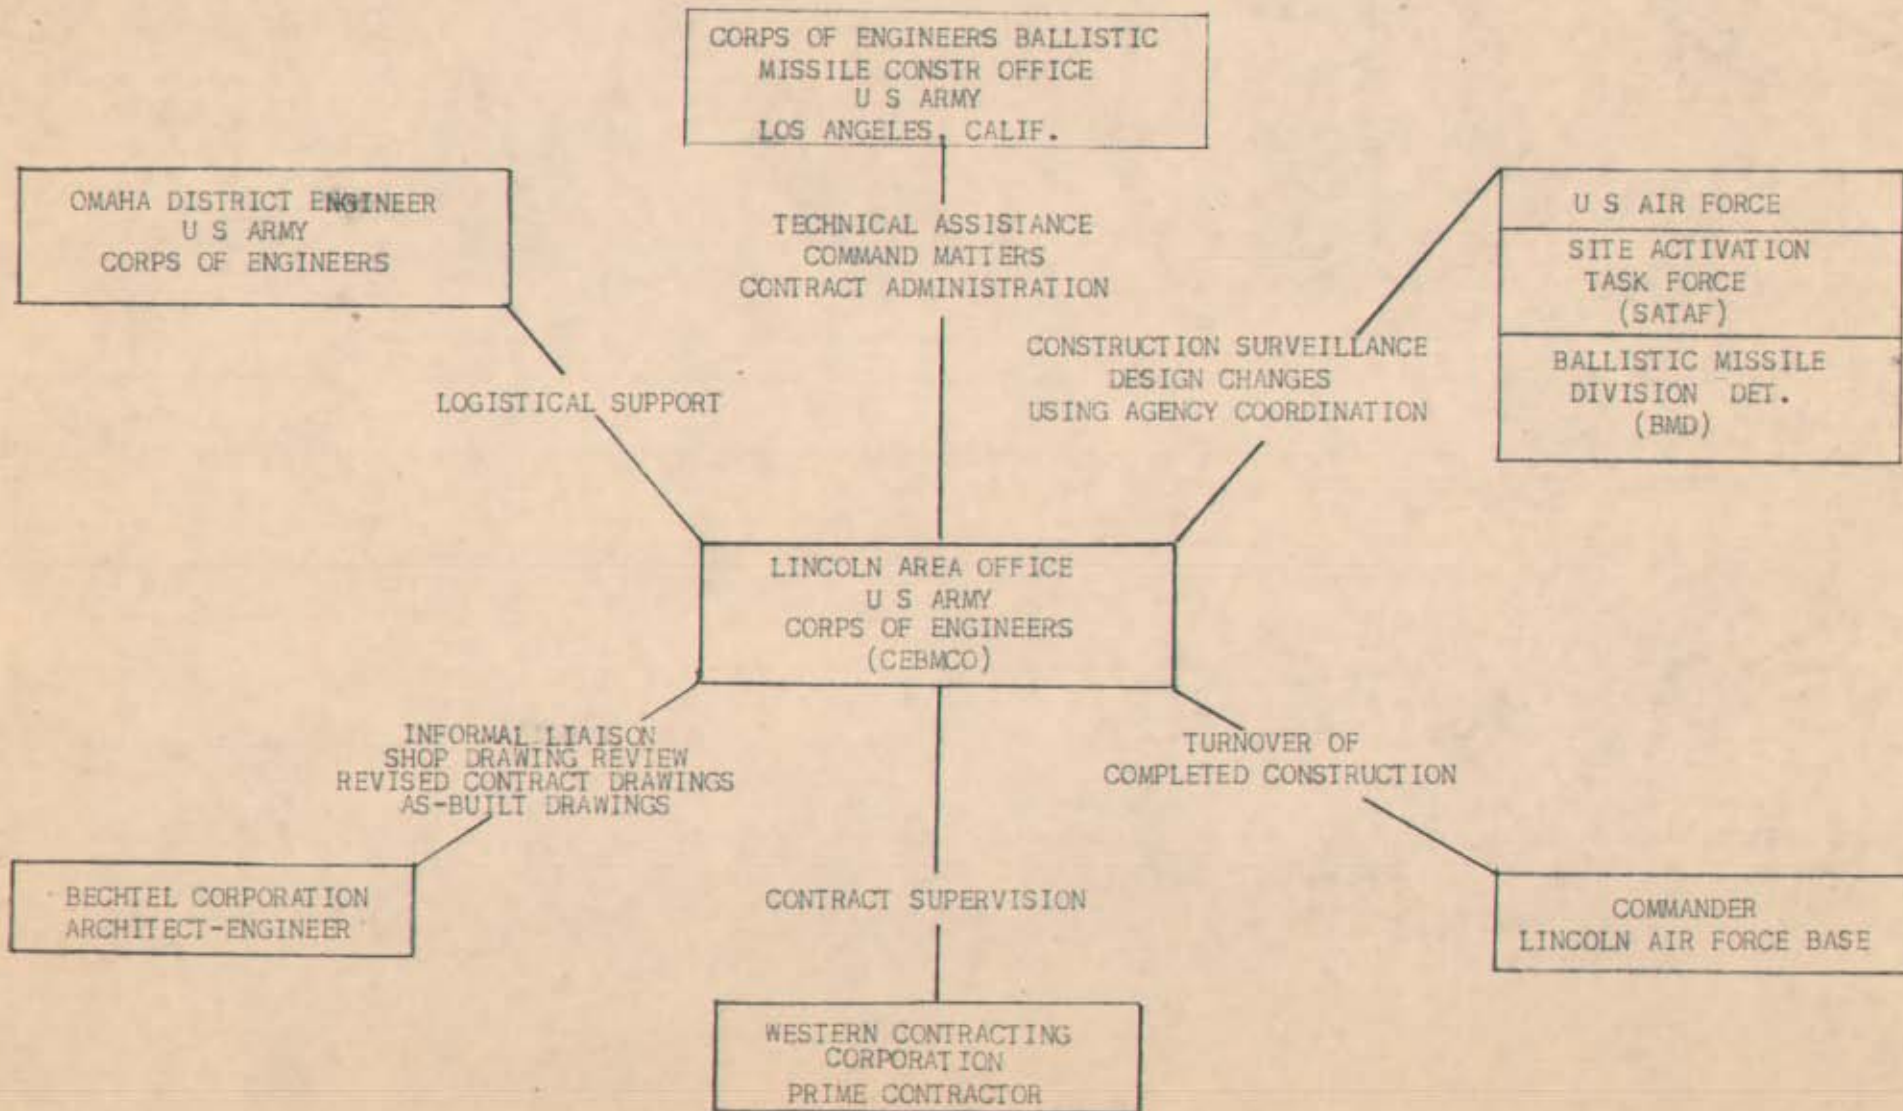 CORPS OF ENGINEERS BALLISTIC
MISSILE CONSTR OFFICE
U S ARMY
LOS ANGELES, CALIF.
OMAHA DISTRICT ENGINEER
U S ARMY
CORPS OF ENGINEERS
TECHNICAL ASSISTANCE
COMMAND MATTERS
CONTRACT ADMINISTRATION
U S AIR FORCE
SITE ACTIVATION
TASK FORCE
(SATAF)
BALLISTIC MISSILE
DIVISION DET.
(BMD)
LOGISTICAL SUPPORT
CONSTRUCTION SURVEILLANCE
DESIGN CHANGES
USING AGENCY COORDINATION
LINCOLN AREA OFFICE
U S ARMY
CORPS OF ENGINEERS
(CEBMCO)
INFORMAL LIAISON
SHOP DRAWING REVIEW
REVISED CONTRACT DRAWINGS
AS-BUILT DRAWINGS
TURNOVER OF
COMPLETED CONSTRUCTION
BECHTEL CORPORATION
ARCHITECT-ENGINEER
CONTRACT SUPERVISION
COMMANDER
LINCOLN AIR FORCE BASE
WESTERN CONTRACTING
CORPORATION
PRIME CONTRACTOR